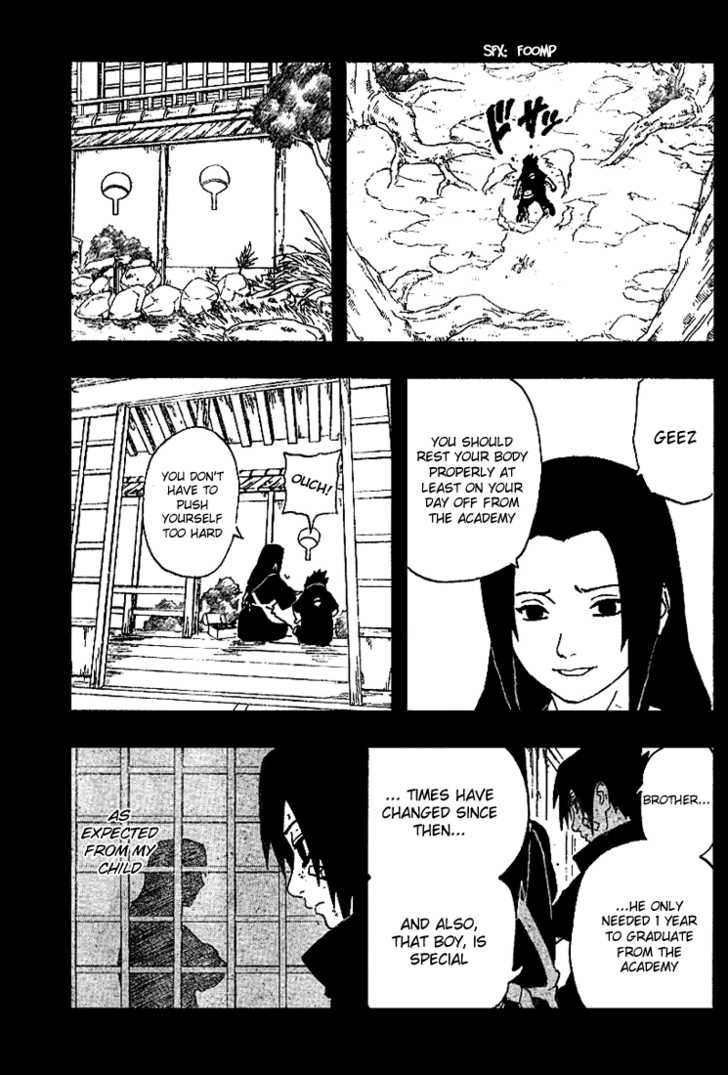 SFX: FOOMP
ドサッ
GEEZ
YOU SHOULD
REST YOUR BODY
PROPERLY AT
LEAST ON YOUR
DAY OFF FROM
THE ACADEMY
OUCH!
YOU DON'T
HAVE TO
PUSH
YOURSELF
TOO HARD
BROTHER...
...HE ONLY
NEEDED 1 YEAR
TO GRADUATE
FROM THE
ACADEMY
... TIMES HAVE
CHANGED SINCE
THEN...
AND ALSO,
THAT BOY, IS
SPECIAL
AS
EXPECTED
FROM MY
CHILD